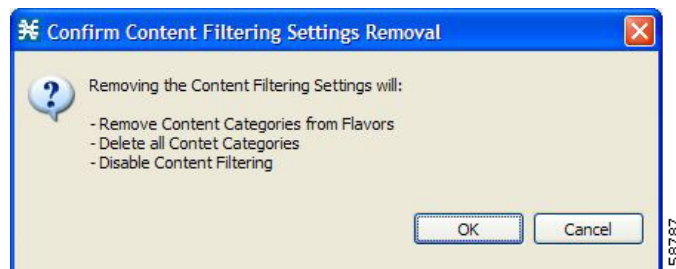 Confirm Content Filtering Settings Removal
Removing the Content Filtering Settings will:
- Remove Content Categories from Flavors
- Delete all Contet Categories
- Disable Content Filtering
OK
Cancel
58787